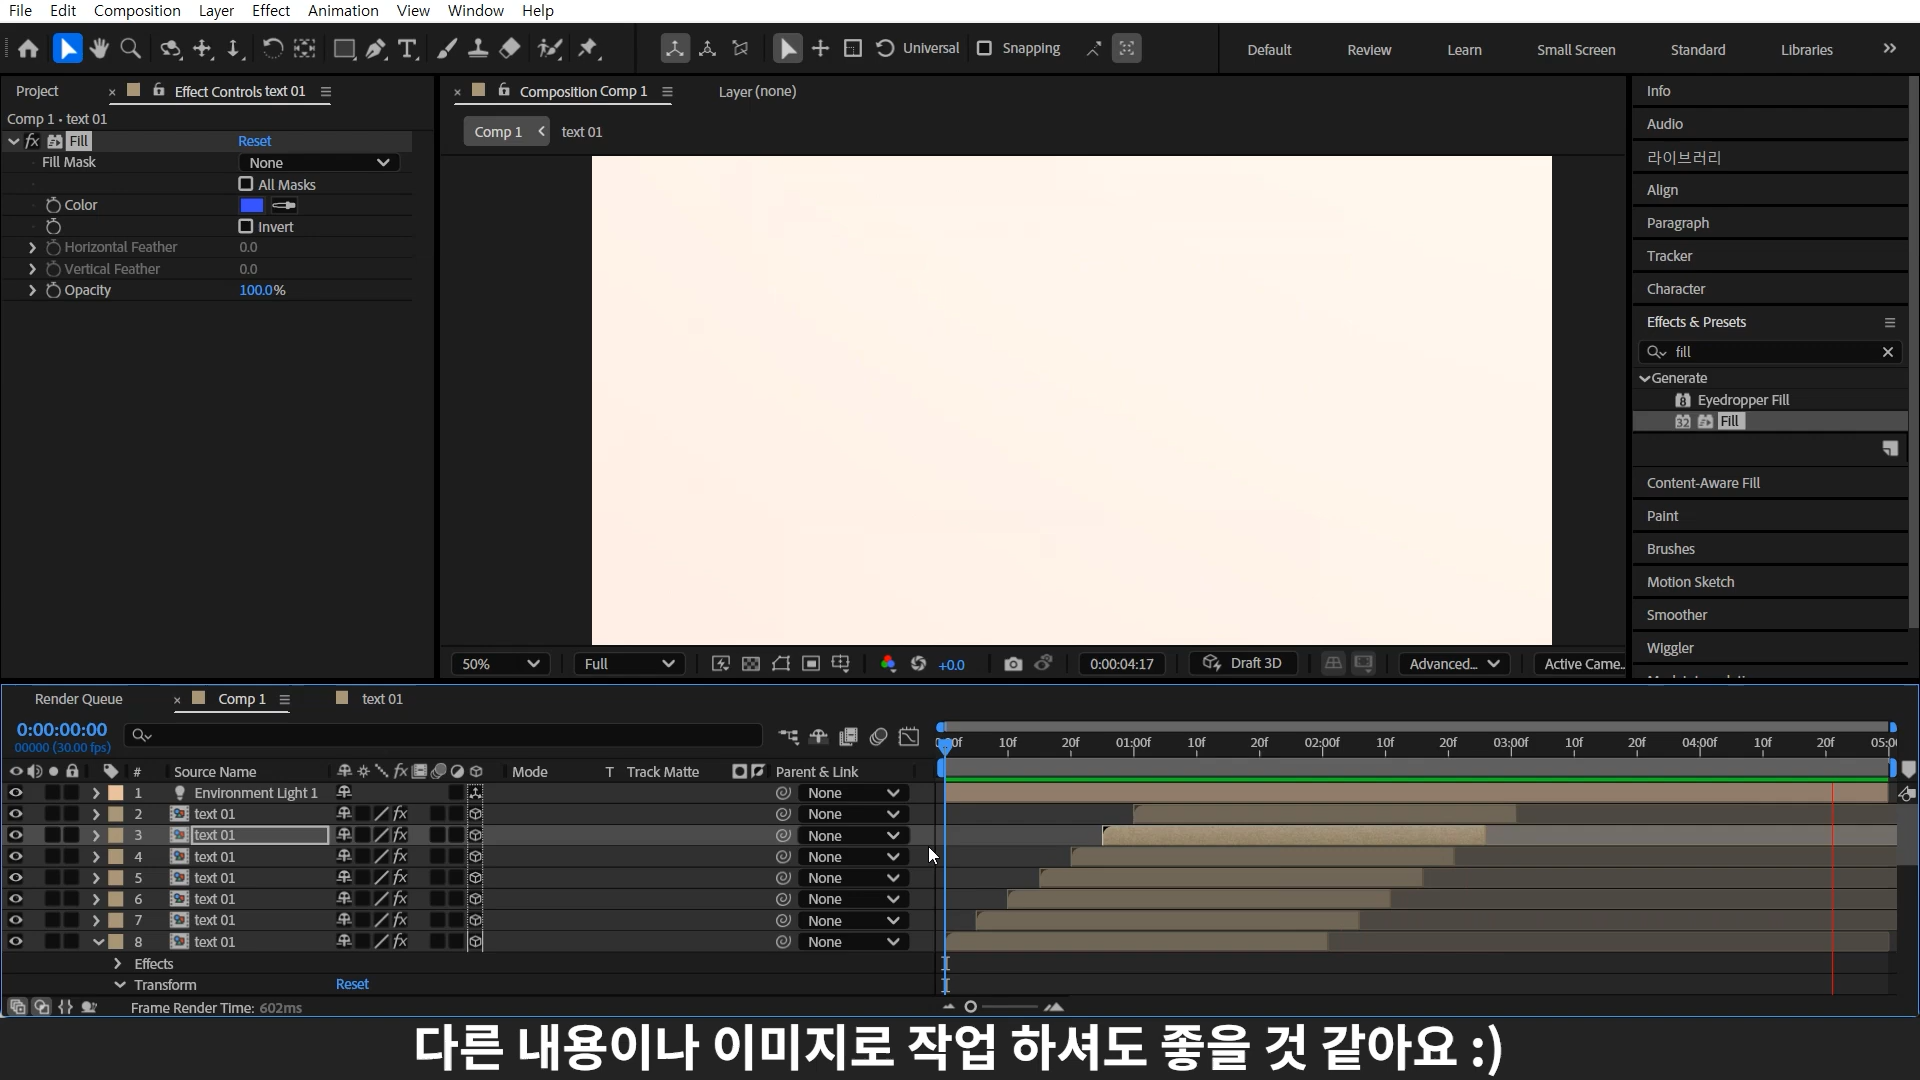 File Edit Composition Layer Effect Animation View Window Help
Universal Snapping Default Review Learn Small Screen Standard Libraries
Project Effect Controls text 01
Comp 1 • text 01
Fill Reset
Fill Mask None
All Masks
Color
Invert
Horizontal Feather 0.0
Vertical Feather 0.0
Opacity 100.0%
Composition Comp 1 Layer (none)
Comp 1 text 01
50% Full +0.0 0:00:04:17 Draft 3D Advanced... Active Came...
Info
Audio
라이브러리
Align
Paragraph
Tracker
Character
Effects & Presets
fill
Generate
Eyedropper Fill
Fill
Content-Aware Fill
Paint
Brushes
Motion Sketch
Smoother
Wiggler
Render Queue Comp 1 text 01
0:00:00:00
00000 (30.00 fps)
10f 20f 01:00f 10f 20f 02:00f 10f 20f 03:00f 10f 20f 04:00f 10f 20f
# Source Name Mode T Track Matte Parent & Link
1 Environment Light 1 None
2 text 01 None
3 text 01 None
4 text 01 None
5 text 01 None
6 text 01 None
7 text 01 None
8 text 01 None
Effects
Transform Reset
Frame Render Time: 602ms
다른 내용이나 이미지로 작업 하셔도 좋을 것 같아요 :)